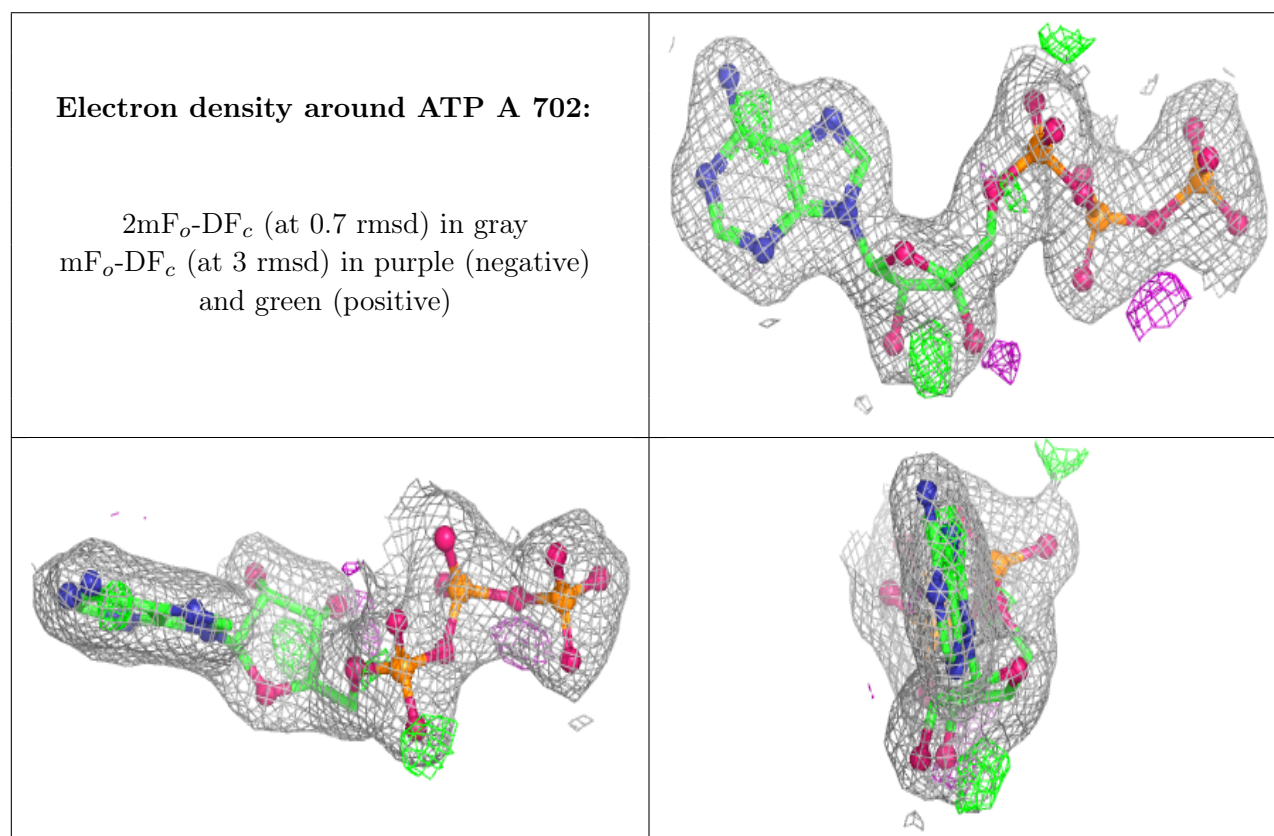 Electron density around ATP A 702:
2mFo-DFc (at 0.7 rmsd) in gray
mFo-DFc (at 3 rmsd) in purple (negative)
and green (positive)